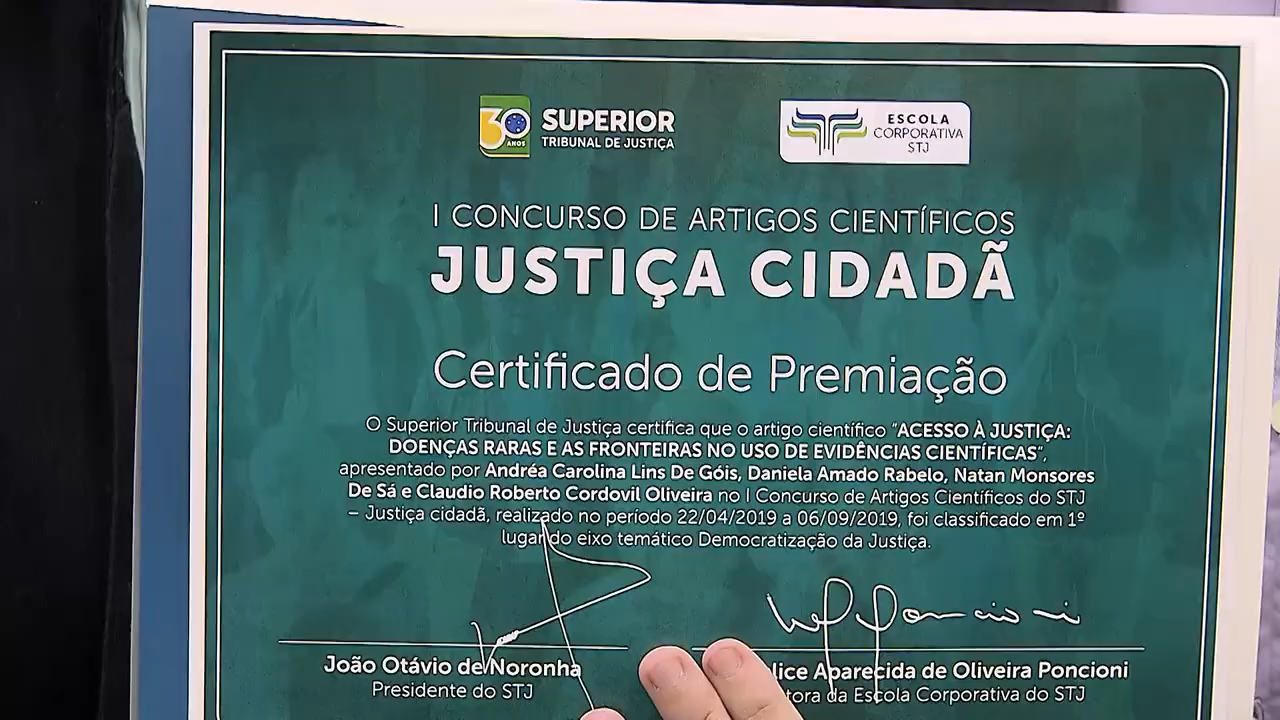 30 ANOS
SUPERIOR
TRIBUNAL DE JUSTIÇA
ESCOLA
CORPORATIVA
STJ
I CONCURSO DE ARTIGOS CIENTÍFICOS
JUSTIÇA CIDADÃ
Certificado de Premiação
O Superior Tribunal de Justiça certifica que o artigo científico "ACESSO À JUSTIÇA:
DOENÇAS RARAS E AS FRONTEIRAS NO USO DE EVIDÊNCIAS CIENTÍFICAS",
apresentado por Andréa Carolina Lins De Góis, Daniela Amado Rabelo, Natan Monsores
De Sá e Claudio Roberto Cordovil Oliveira no I Concurso de Artigos Científicos do STJ
– Justiça cidadã, realizado no período 22/04/2019 a 06/09/2019, foi classificado em 1º
lugar do eixo temático Democratização da Justiça.
João Otávio de Noronha
Presidente do STJ
Aparecida de Oliveira Poncioni
da Escola Corporativa do STJ